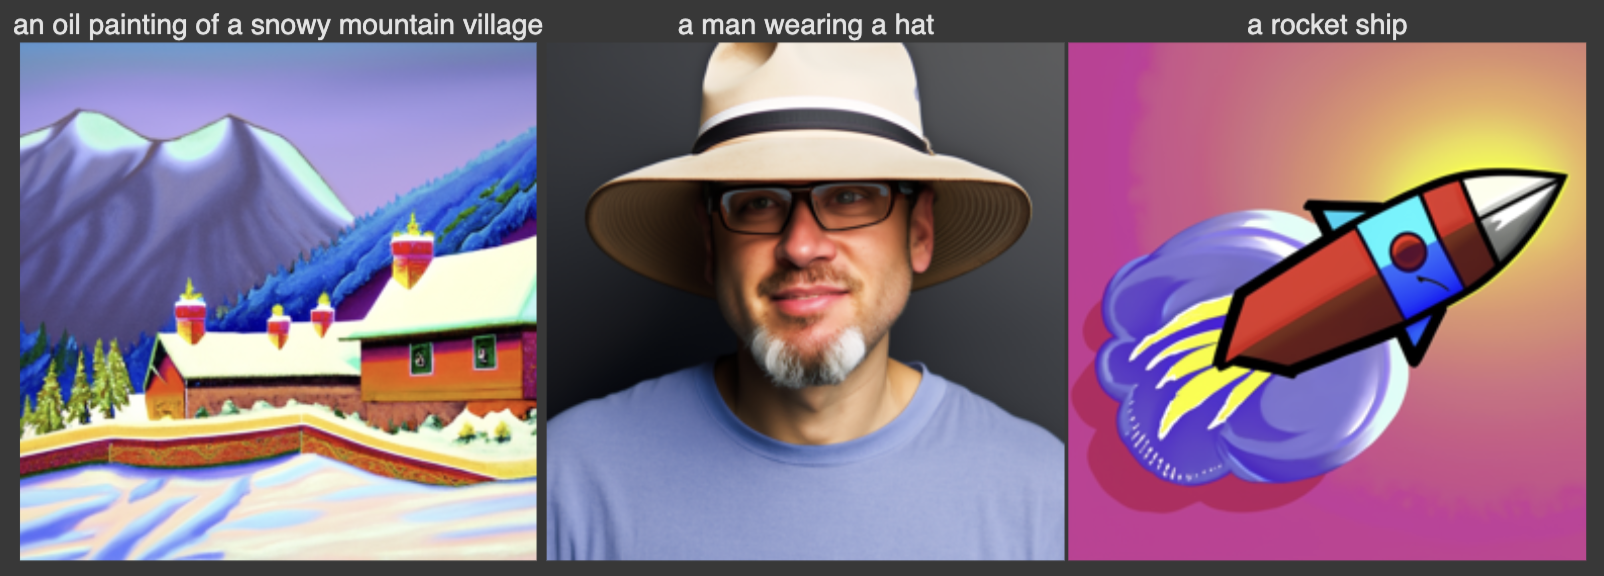 an oil painting of a snowy mountain village
a man wearing a hat
a rocket ship